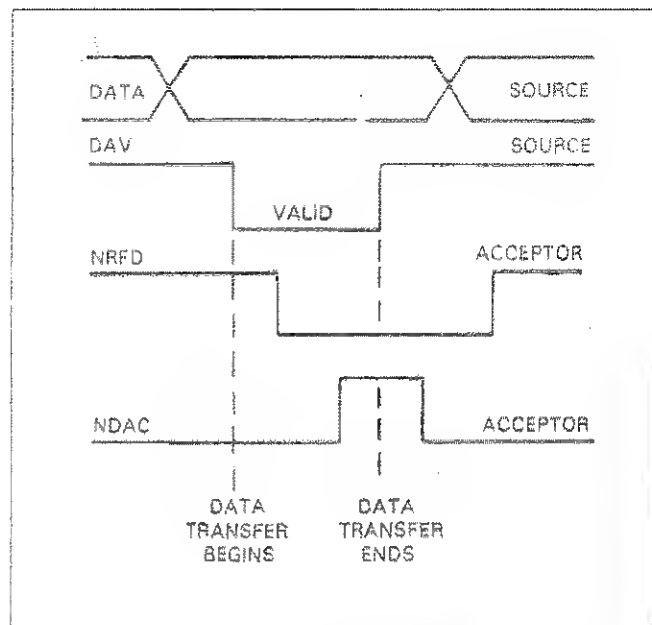 DATA SOURCE
DAV SOURCE
VALID
NRFD ACCEPTOR
NDAC ACCEPTOR
DATA DATA
TRANSFER TRANSFER
BEGINS ENDS